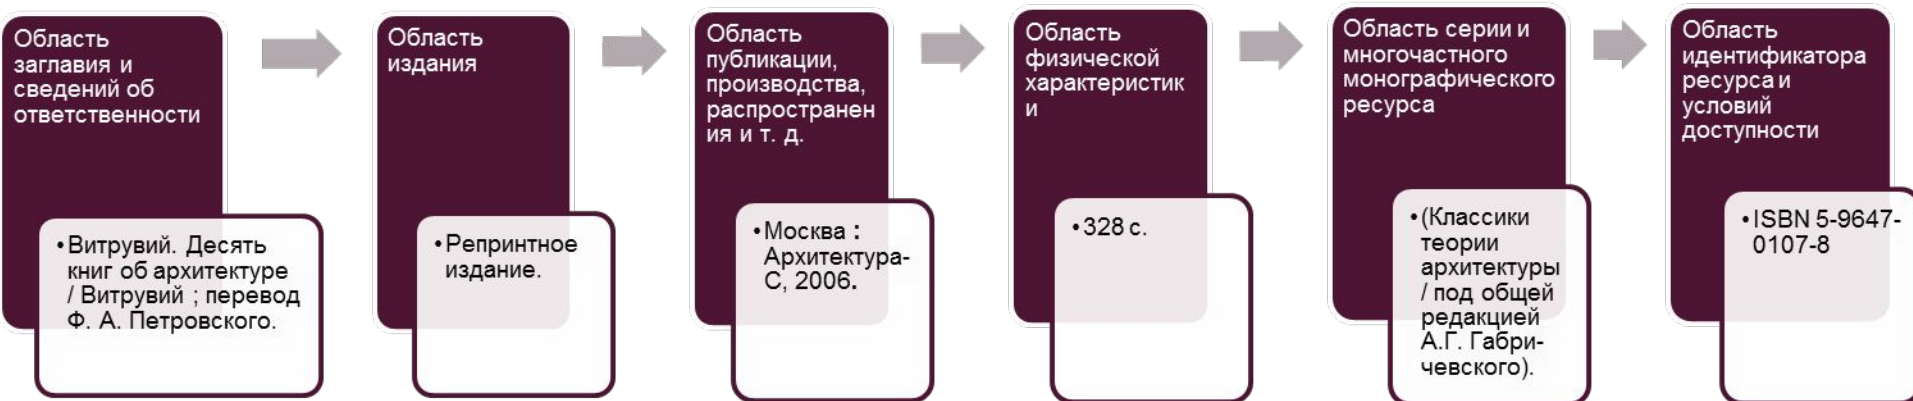 Область
заглавия и
сведений об
ответственности
•Витрувий. Десять
книг об архитектуре
/ Витрувий ; перевод
Ф. А. Петровского.
Область
издания
•Репринтное
издание.
Область
публикации,
производства,
распространен
ия и т. д.
•Москва :
Архитектура-
С, 2006.
Область
физической
характеристик
и
•328 с.
Область серии и
многочастного
монографического
ресурса
•(Классики
теории
архитектуры
/ под общей
редакцией
А.Г. Габри-
чевского).
Область
идентификатора
ресурса и
условий
доступности
•ISBN 5-9647-
0107-8